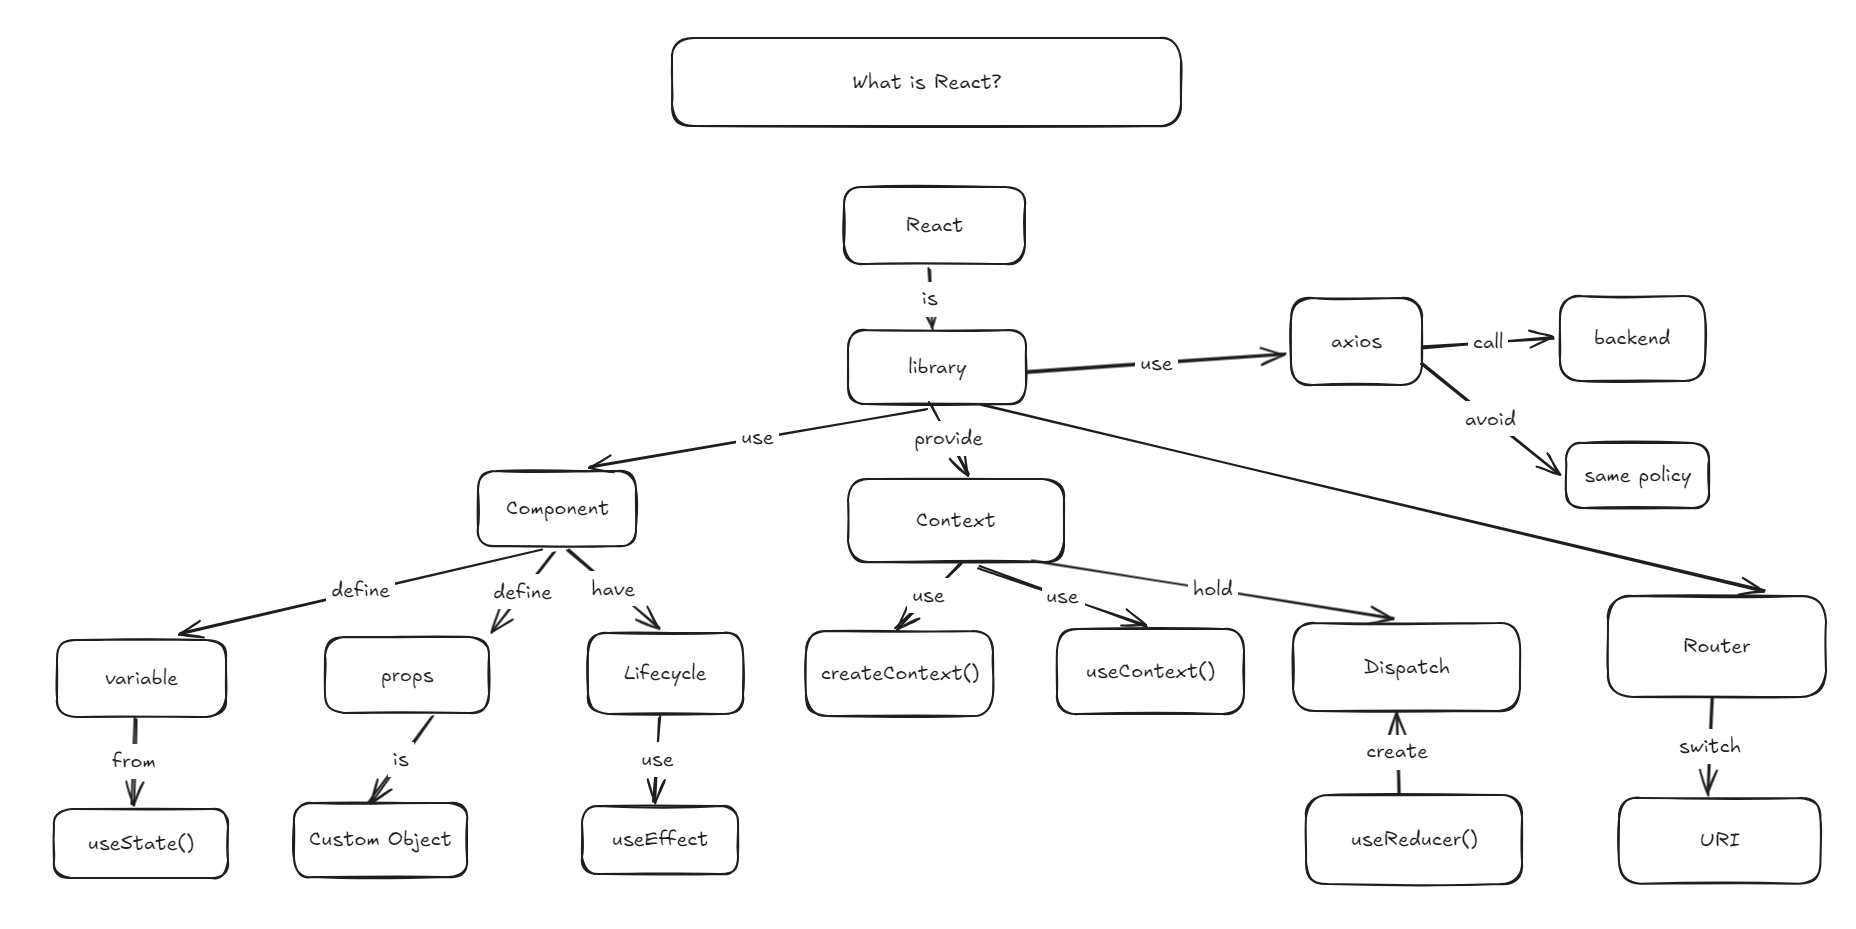 What is React?
React
is
library
use
axios
call
backend
avoid
same policy
use
provide
Component
Context
define
define
have
use
use
hold
Router
variable
props
Lifecycle
createContext()
useContext()
Dispatch
from
is
use
create
switch
useState()
Custom Object
useEffect
useReducer()
URI